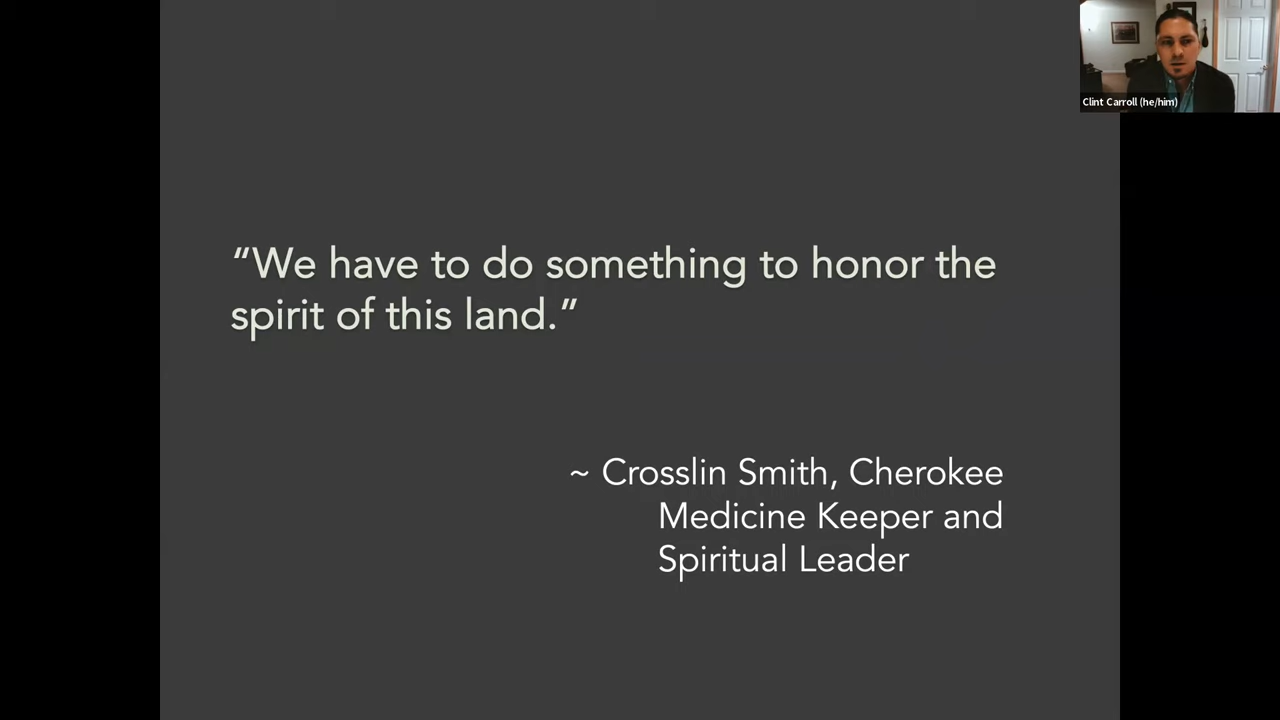 Clint Carroll (he/him)
“We have to do something to honor the
spirit of this land.”
~ Crosslin Smith, Cherokee
Medicine Keeper and
Spiritual Leader